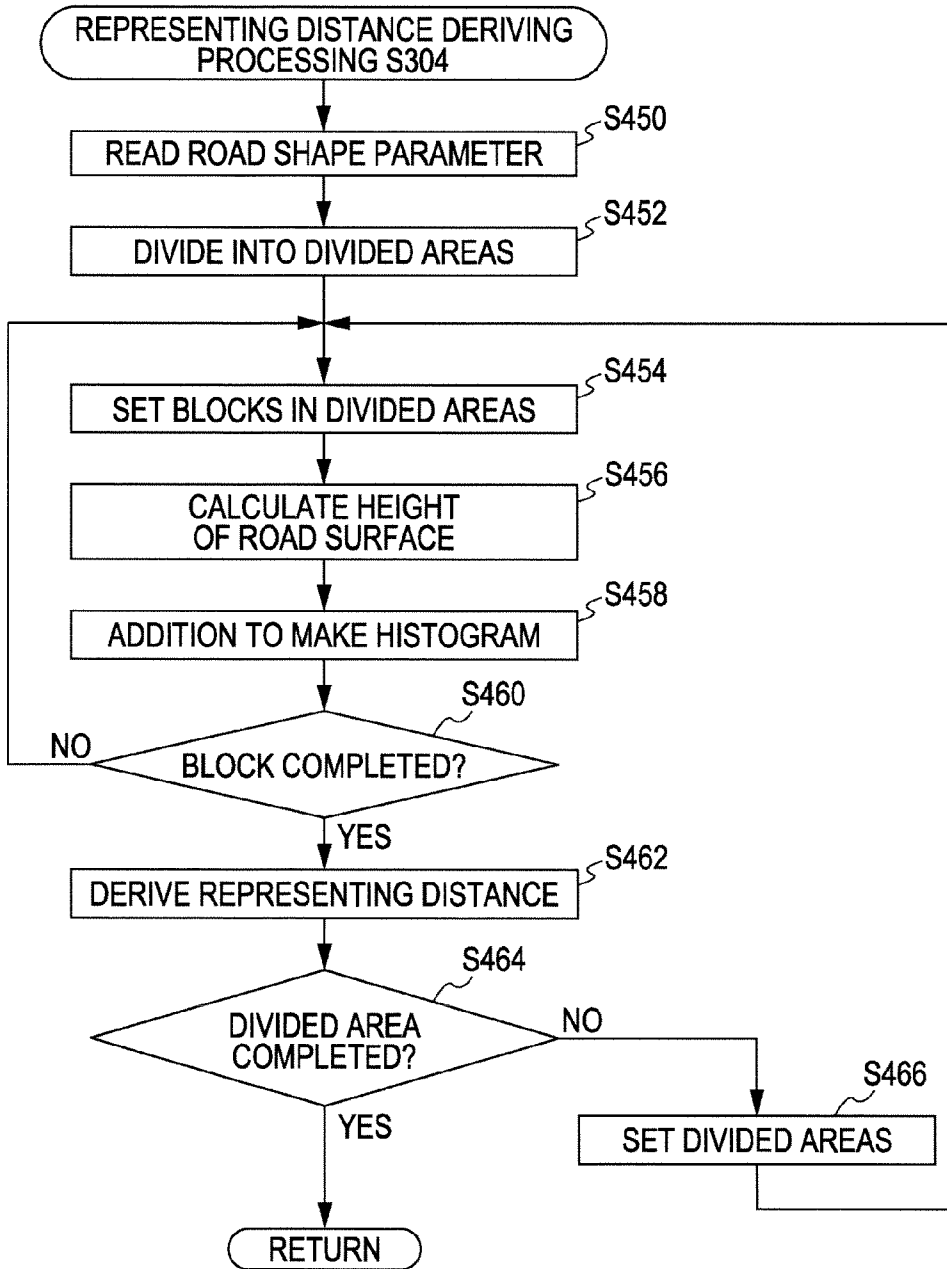 REPRESENTING DISTANCE DERIVING
PROCESSING S304
S450
READ ROAD SHAPE PARAMETER
S452
DIVIDE INTO DIVIDED AREAS
S454
SET BLOCKS IN DIVIDED AREAS
S456
CALCULATE HEIGHT
OF ROAD SURFACE
S458
ADDITION TO MAKE HISTOGRAM
S460
NO
BLOCK COMPLETED?
YES
S462
DERIVE REPRESENTING DISTANCE
S464
NO
DIVIDED AREA
COMPLETED?
S466
YES
SET DIVIDED AREAS
RETURN